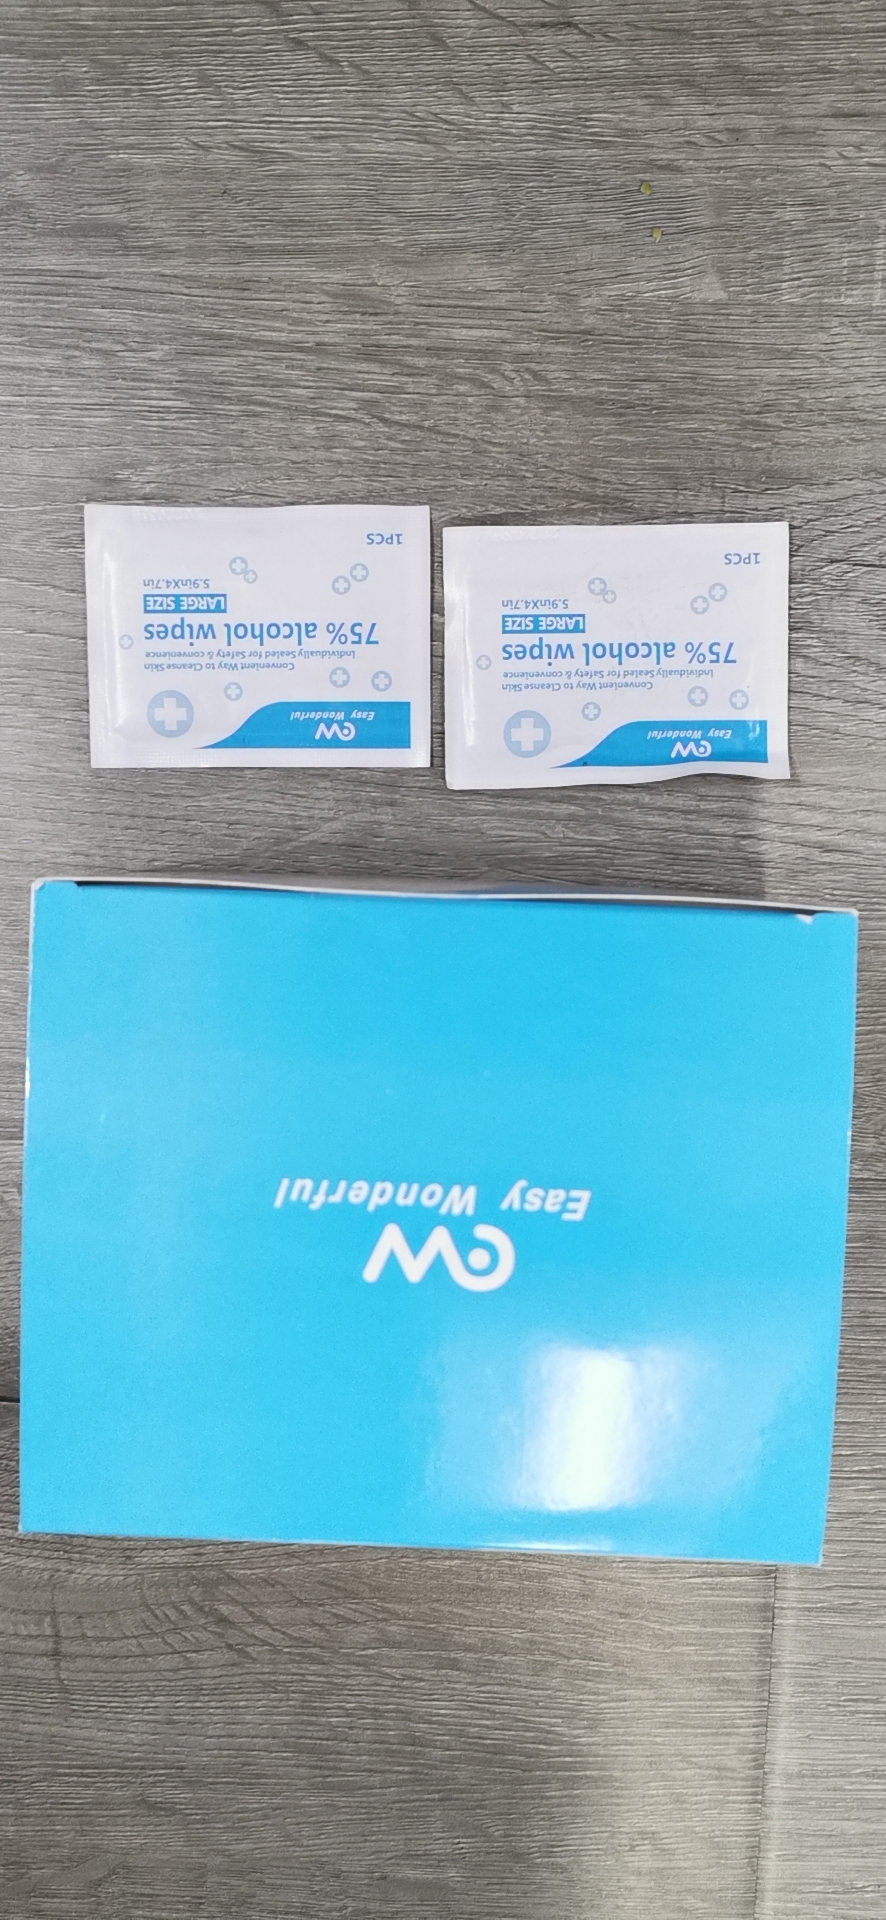 Easy Wonderful
Easy Wonderful
Convenient Way to Cleanse Skin
Individually Sealed for Safety & convenience
75% alcohol wipes
LARGE SIZE
5.9inX4.7in
1PCS
Easy Wonderful
Convenient Way to Cleanse Skin
Individually Sealed for Safety & convenience
75% alcohol wipes
LARGE SIZE
5.9inX4.7in
1PCS